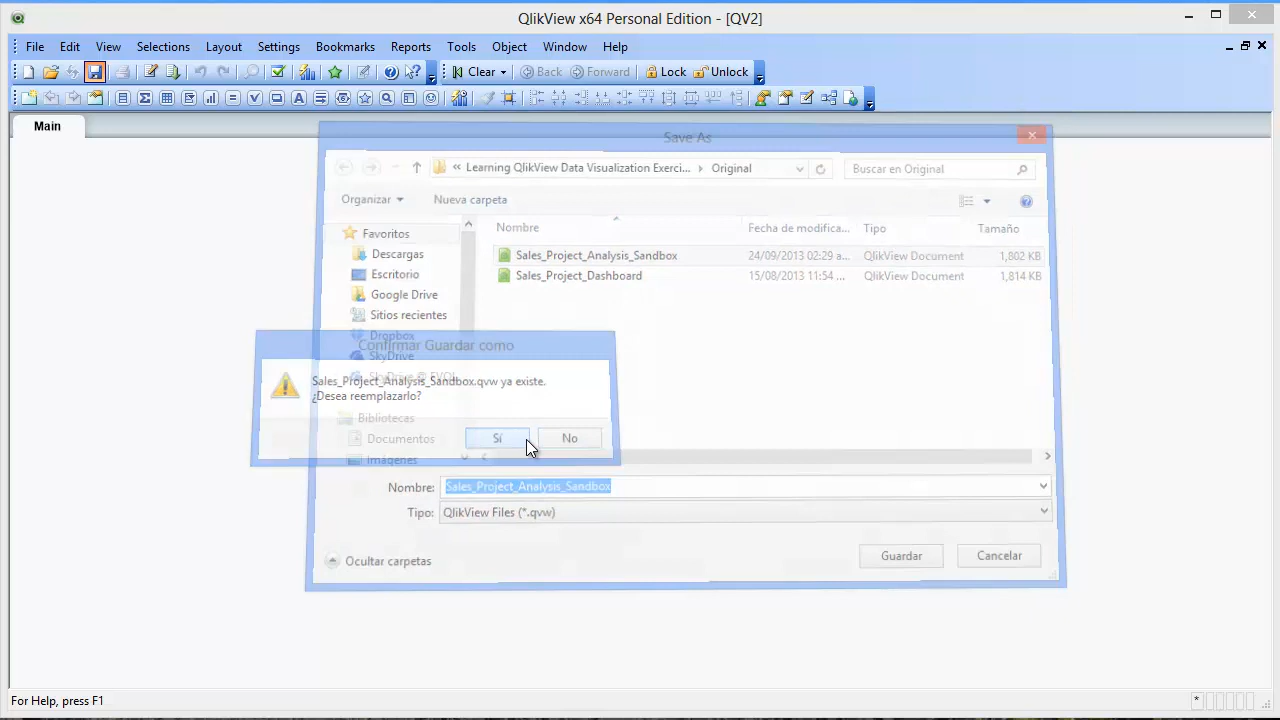 QlikView x64 Personal Edition - [QV2]
File Edit View Selections Layout Settings Bookmarks Reports Tools Object Window Help
Clear Back Forward Lock Unlock
Main
Save As
« Learning QlikView Data Visualization Exerci... › Original
Buscar en Original
Organizar Nueva carpeta
Nombre Fecha de modifica... Tipo Tamaño
Favoritos
Descargas
Escritorio
Google Drive
Sitios recientes
Dropbox
SkyDrive
Bibliotecas
Documentos
Imágenes
Sales_Project_Analysis_Sandbox 24/09/2013 02:29 a... QlikView Document 1,802 KB
Sales_Project_Dashboard 15/08/2013 11:54 ... QlikView Document 1,814 KB
Confirmar Guardar como
Sales_Project_Analysis_Sandbox.qvw ya existe.
¿Desea reemplazarlo?
Sí No
Nombre: Sales_Project_Analysis_Sandbox
Tipo: QlikView Files (*.qvw)
Ocultar carpetas
Guardar Cancelar
For Help, press F1